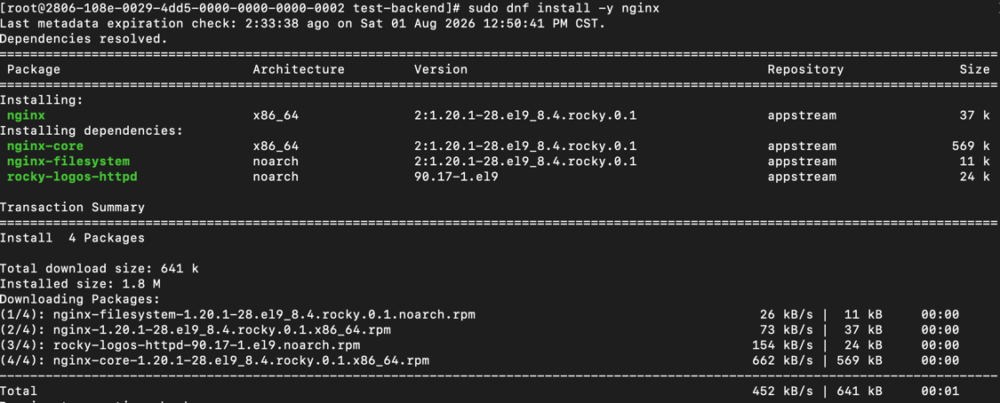 [root@2806-108e-0029-4dd5-0000-0000-0000-0002 test-backend]# sudo dnf install -y nginx
Last metadata expiration check: 2:33:38 ago on Sat 01 Aug 2026 12:50:41 PM CST.
Dependencies resolved.
================================================================================
Package Architecture Version Repository Size
================================================================================
Installing:
nginx x86_64 2:1.20.1-28.el9_8.4.rocky.0.1 appstream 37 k
Installing dependencies:
nginx-core x86_64 2:1.20.1-28.el9_8.4.rocky.0.1 appstream 569 k
nginx-filesystem noarch 2:1.20.1-28.el9_8.4.rocky.0.1 appstream 11 k
rocky-logos-httpd noarch 90.17-1.el9 appstream 24 k
Transaction Summary
================================================================================
Install 4 Packages
Total download size: 641 k
Installed size: 1.8 M
Downloading Packages:
(1/4): nginx-filesystem-1.20.1-28.el9_8.4.rocky.0.1.noarch.rpm 26 kB/s | 11 kB 00:00
(2/4): nginx-1.20.1-28.el9_8.4.rocky.0.1.x86_64.rpm 73 kB/s | 37 kB 00:00
(3/4): rocky-logos-httpd-90.17-1.el9.noarch.rpm 154 kB/s | 24 kB 00:00
(4/4): nginx-core-1.20.1-28.el9_8.4.rocky.0.1.x86_64.rpm 662 kB/s | 569 kB 00:00
--------------------------------------------------------------------------------
Total 452 kB/s | 641 kB 00:01